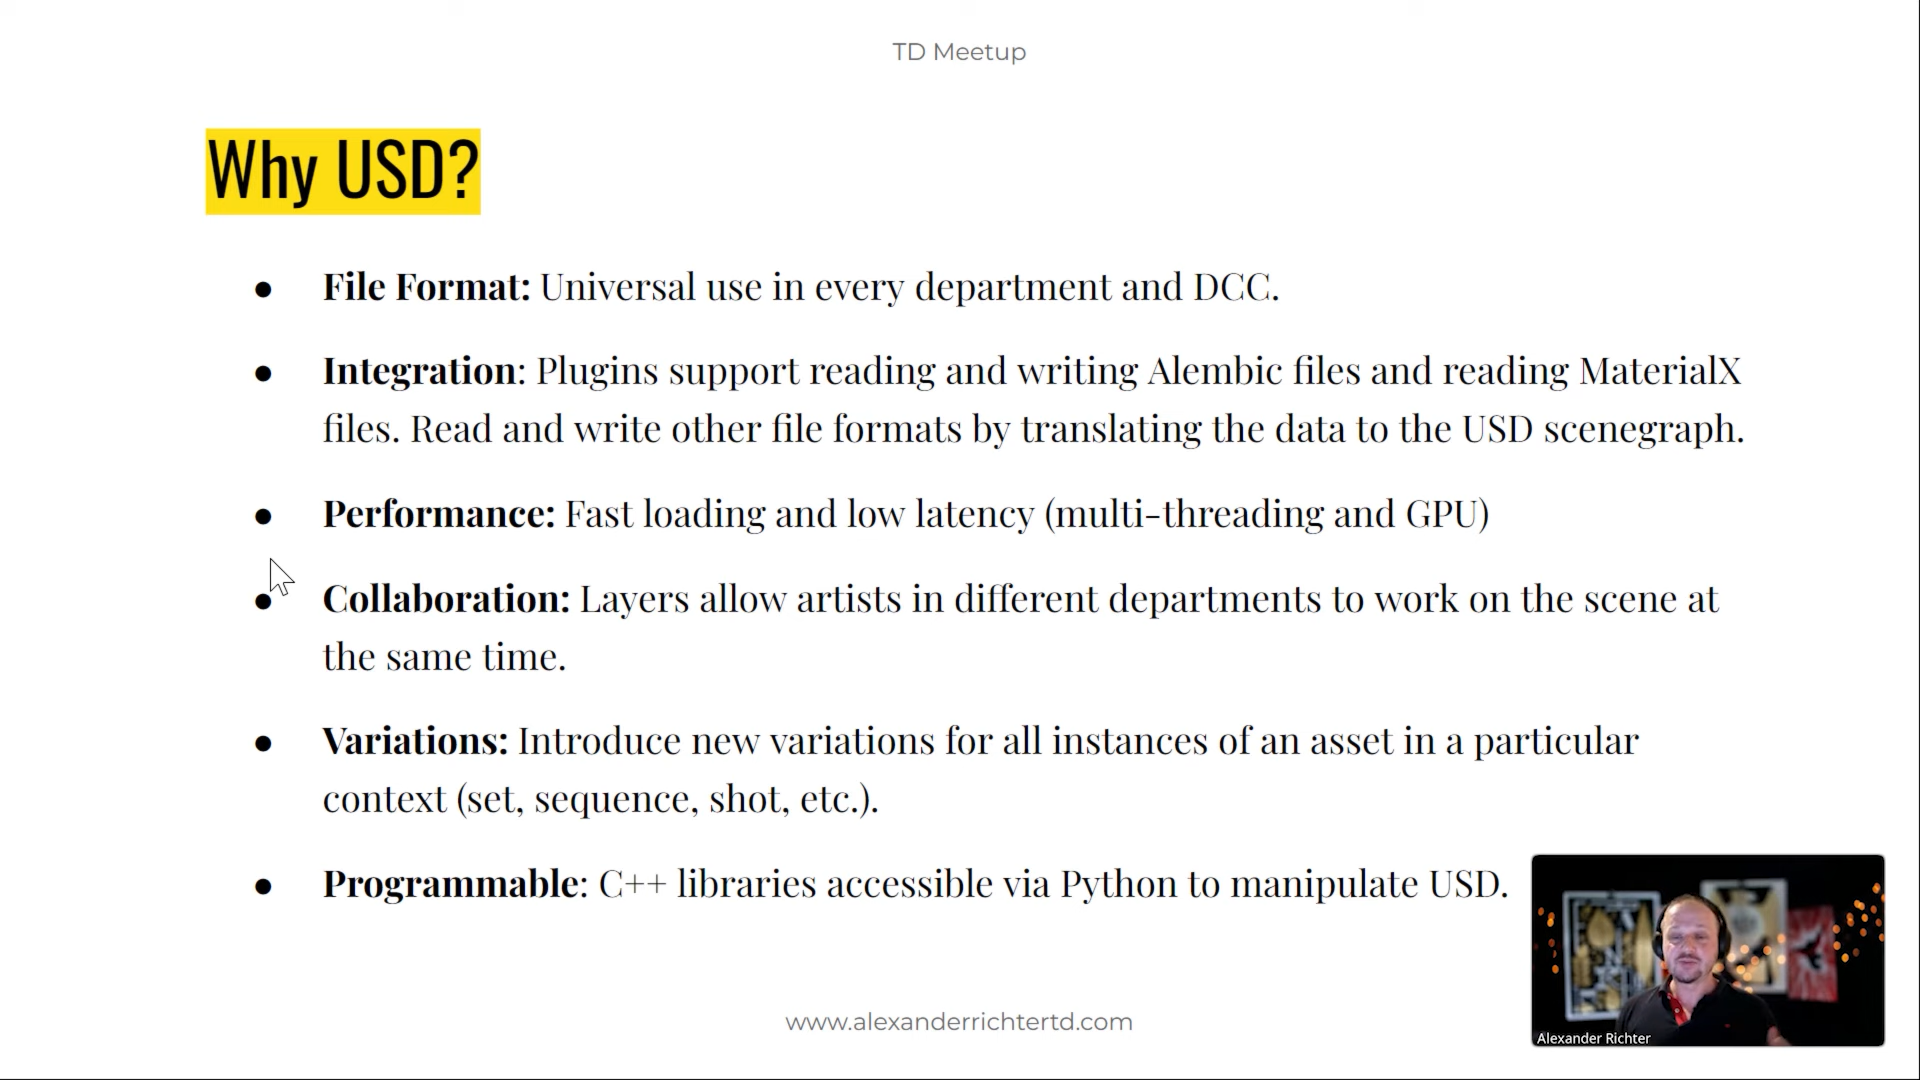 TD Meetup
Why USD?
● File Format: Universal use in every department and DCC.
● Integration: Plugins support reading and writing Alembic files and reading MaterialX
files. Read and write other file formats by translating the data to the USD scenegraph.
● Performance: Fast loading and low latency (multi-threading and GPU)
● Collaboration: Layers allow artists in different departments to work on the scene at
the same time.
● Variations: Introduce new variations for all instances of an asset in a particular
context (set, sequence, shot, etc.).
● Programmable: C++ libraries accessible via Python to manipulate USD.
www.alexanderrichtertd.com
Alexander Richter